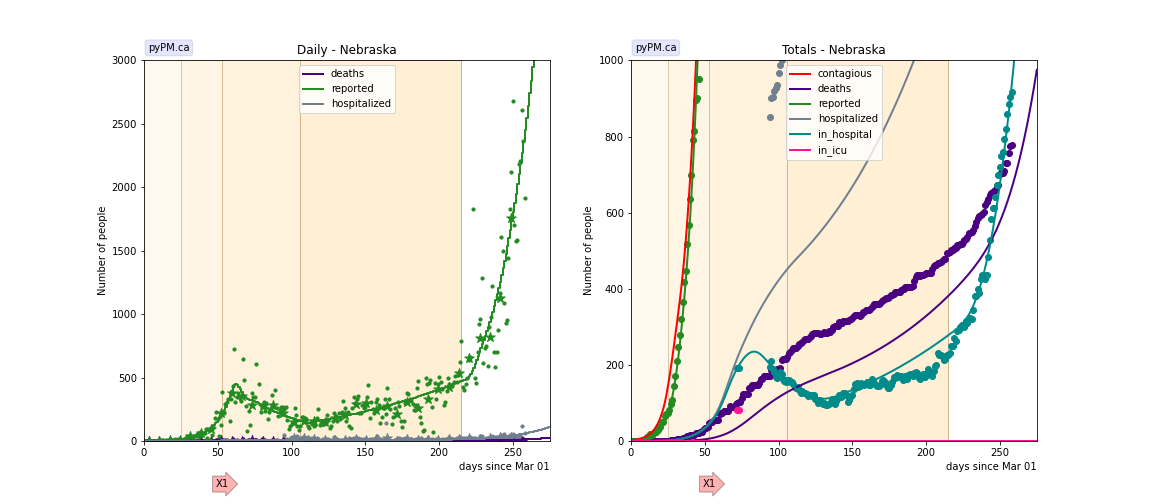 pyPM.ca
Daily - Nebraska
deaths
reported
hospitalized
Number of people
3000
2500
2000
1500
1000
500
0
0
50
100
150
200
250
days since Mar 01
X1
pyPM.ca
Totals - Nebraska
contagious
deaths
reported
hospitalized
in_hospital
in_icu
Number of people
1000
800
600
400
200
0
0
50
100
150
200
250
days since Mar 01
X1